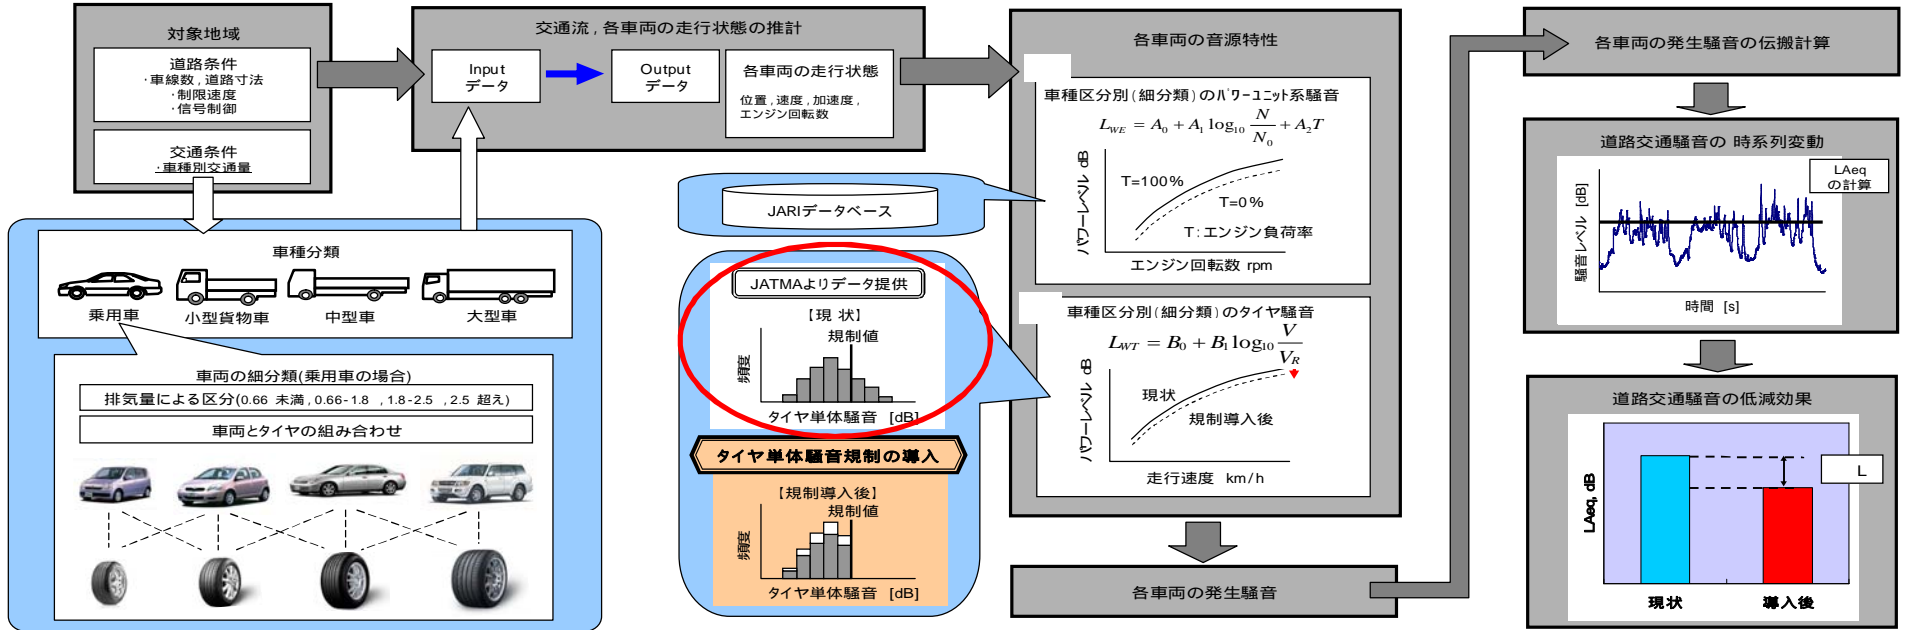 対象地域
道路条件
・車線数，道路寸法
・制限速度
・信号制御
交通条件
・車種別交通量
交通流，各車両の走行状態の推計
Input
データ
Output
データ
各車両の走行状態
位置，速度，加速度，
エンジン回転数
車種分類
乗用車
小型貨物車
中型車
大型車
車両の細分類(乗用車の場合)
排気量による区分(0.66 未満，0.66-1.8 ，1.8-2.5 ，2.5 超え)
車両とタイヤの組み合わせ
JARIデータベース
JATMAよりデータ提供
【現 状】
規制値
頻度
タイヤ単体騒音 [dB]
タイヤ単体騒音規制の導入
【規制導入後】
規制値
頻度
タイヤ単体騒音 [dB]
各車両の音源特性
車種区分別(細分類)のパワーユニット系騒音
L_{WE} = A_0 + A_1 log_{10} N/N_0 + A_2 T
パワーレベル dB
T=100%
T=0%
T：エンジン負荷率
エンジン回転数 rpm
車種区分別(細分類)のタイヤ騒音
L_{WT} = B_0 + B_1 log_{10} V/V_R
パワーレベル dB
現状
規制導入後
走行速度 km/h
各車両の発生騒音
各車両の発生騒音の伝搬計算
道路交通騒音の 時系列変動
LAeq
の計算
騒音レベル [dB]
時間 [s]
道路交通騒音の低減効果
LAeq, dB
L
現状
導入後